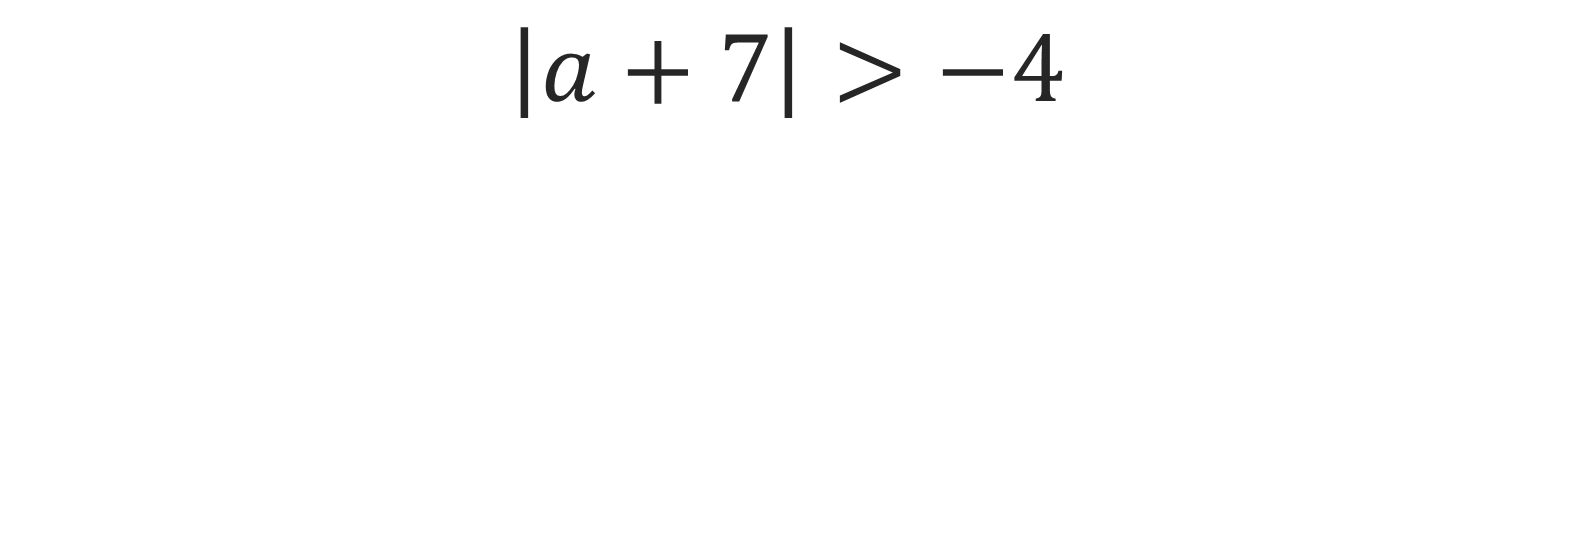 |a + 7| > −4